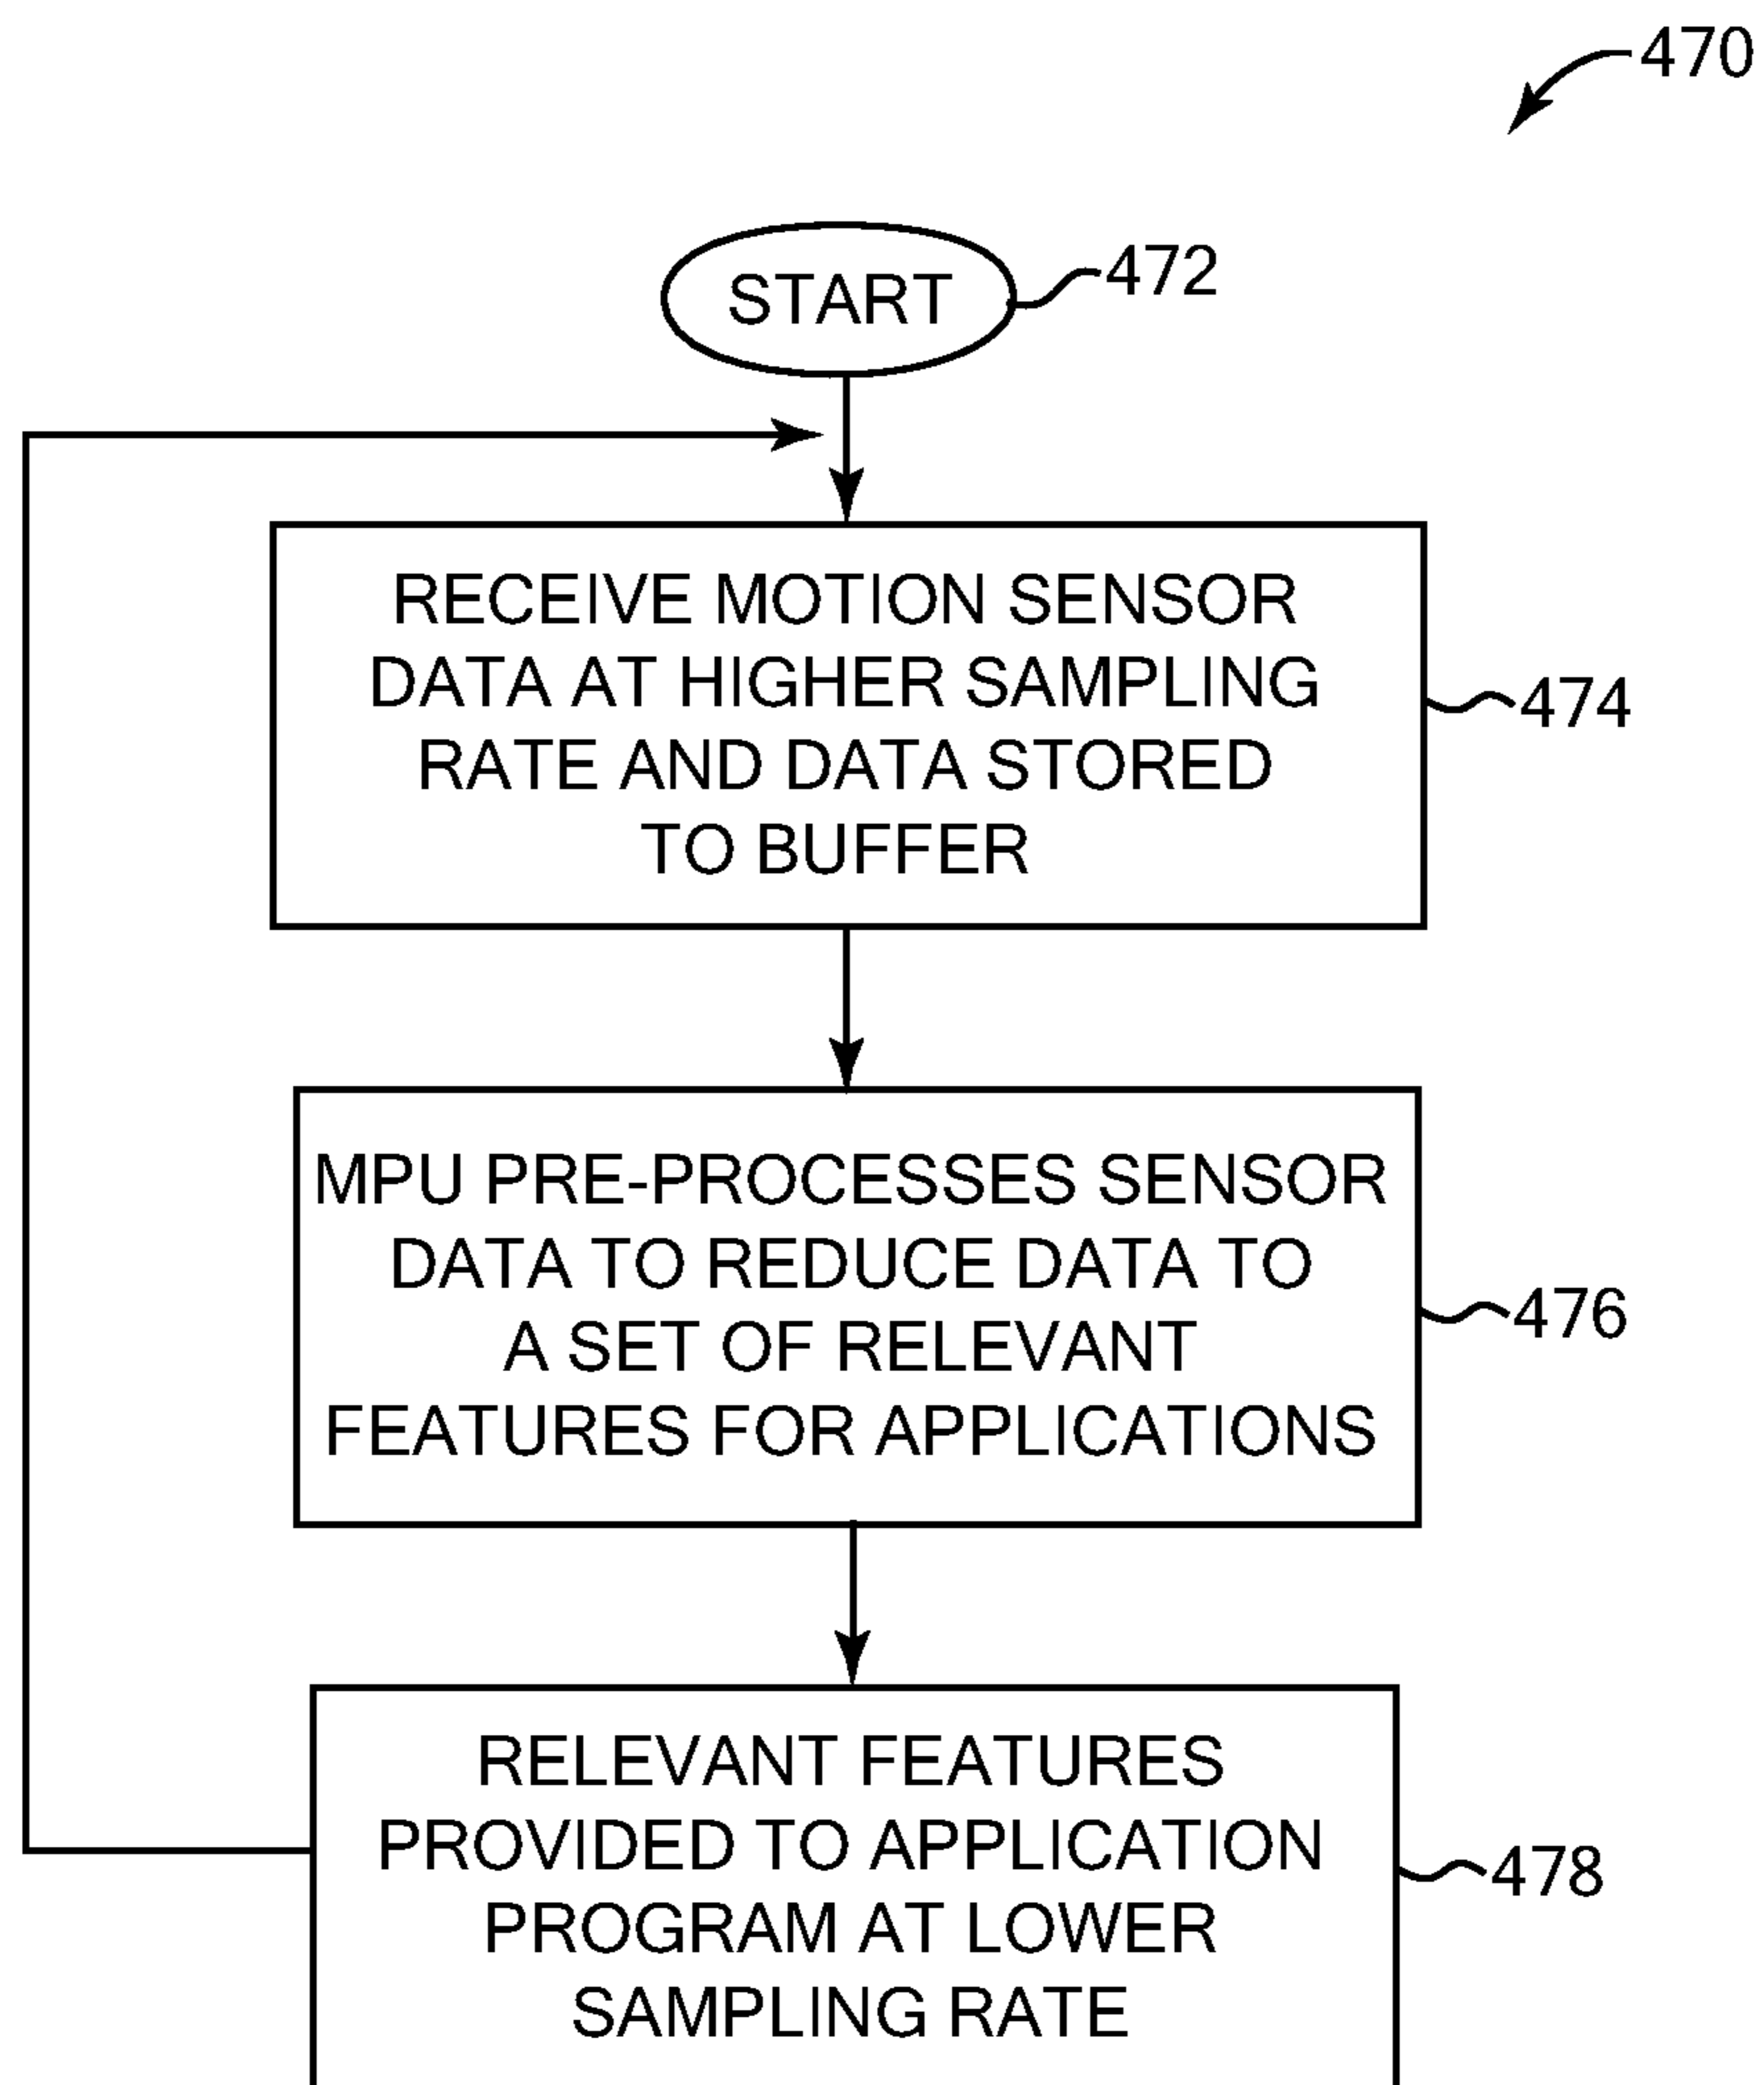 470
START
472
RECEIVE MOTION SENSOR
DATA AT HIGHER SAMPLING
RATE AND DATA STORED
TO BUFFER
474
MPU PRE-PROCESSES SENSOR
DATA TO REDUCE DATA TO
A SET OF RELEVANT
FEATURES FOR APPLICATIONS
476
RELEVANT FEATURES
PROVIDED TO APPLICATION
PROGRAM AT LOWER
SAMPLING RATE
478